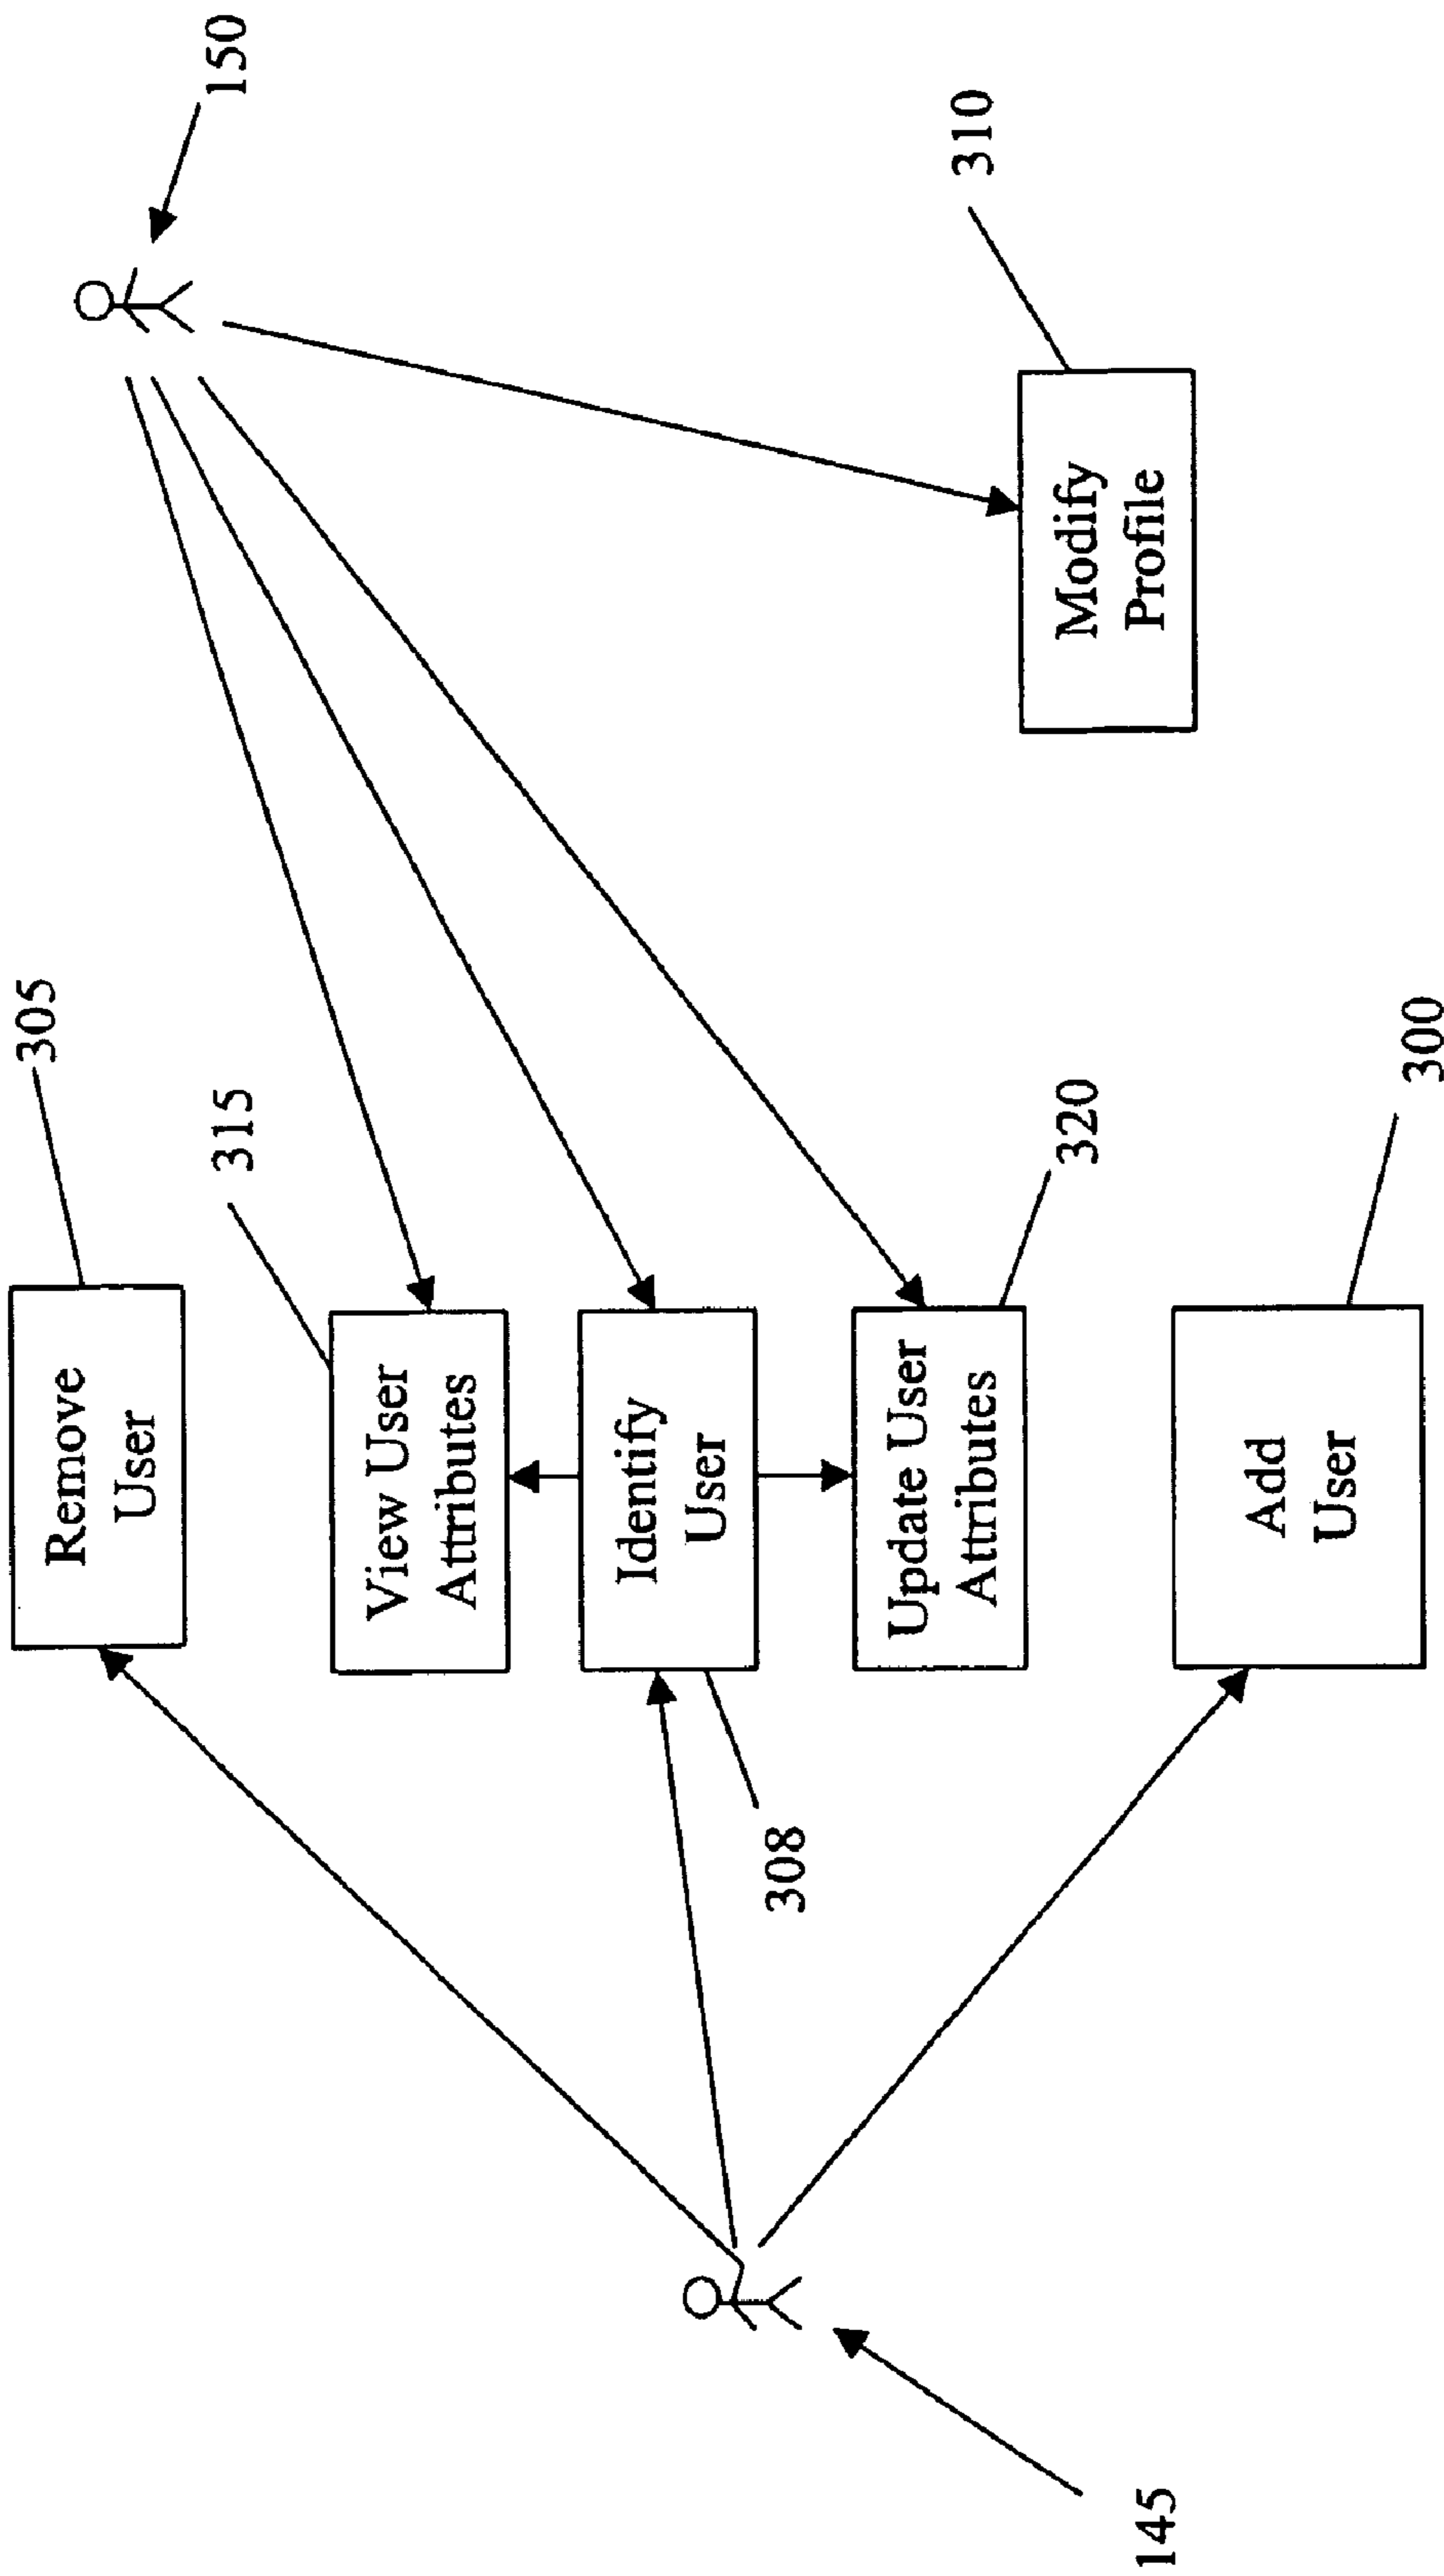 305
Remove
User
150
315
View User
Attributes
Identify
User
308
Update User
Attributes
320
310
Modify
Profile
145
Add
User
300